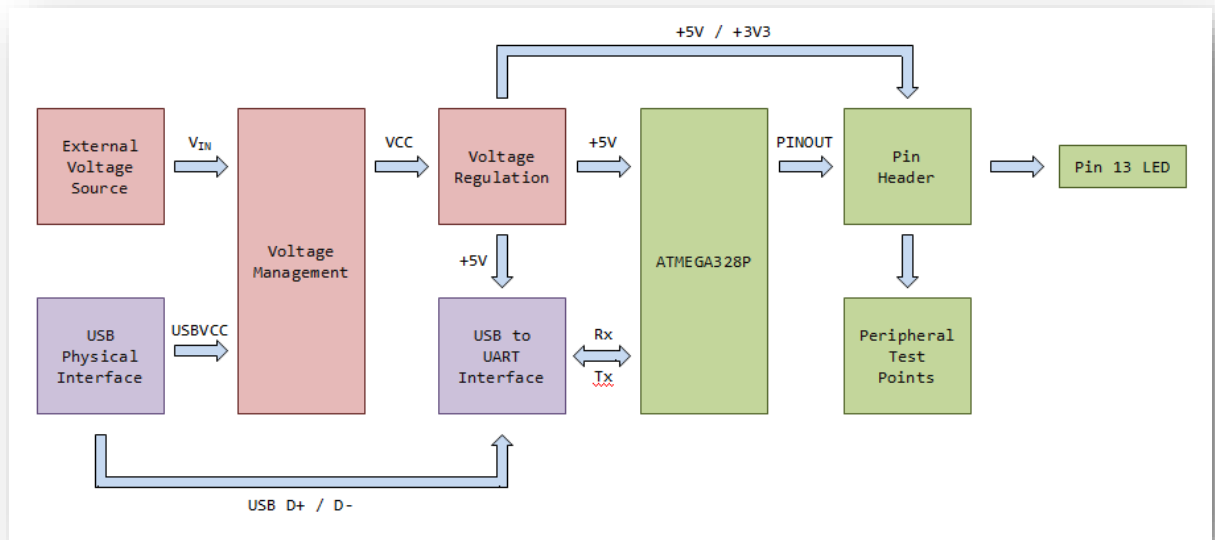 +5V / +3V3
External
Voltage
Source
VIN
Voltage
Management
VCC
Voltage
Regulation
+5V
ATMEGA328P
PINOUT
Pin
Header
Pin 13 LED
+5V
USB
Physical
Interface
USBVCC
USB to
UART
Interface
Rx
Tx
Peripheral
Test
Points
USB D+ / D-